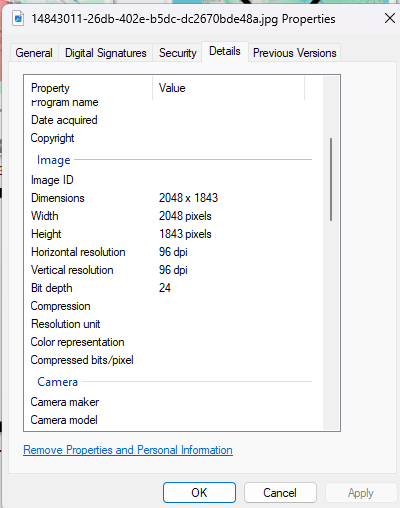 14843011-26db-402e-b5dc-dc2670bde48a.jpg Properties
General Digital Signatures Security Details Previous Versions
Property Value
Program name
Date acquired
Copyright
Image
Image ID
Dimensions 2048 x 1843
Width 2048 pixels
Height 1843 pixels
Horizontal resolution 96 dpi
Vertical resolution 96 dpi
Bit depth 24
Compression
Resolution unit
Color representation
Compressed bits/pixel
Camera
Camera maker
Camera model
Remove Properties and Personal Information
OK Cancel Apply